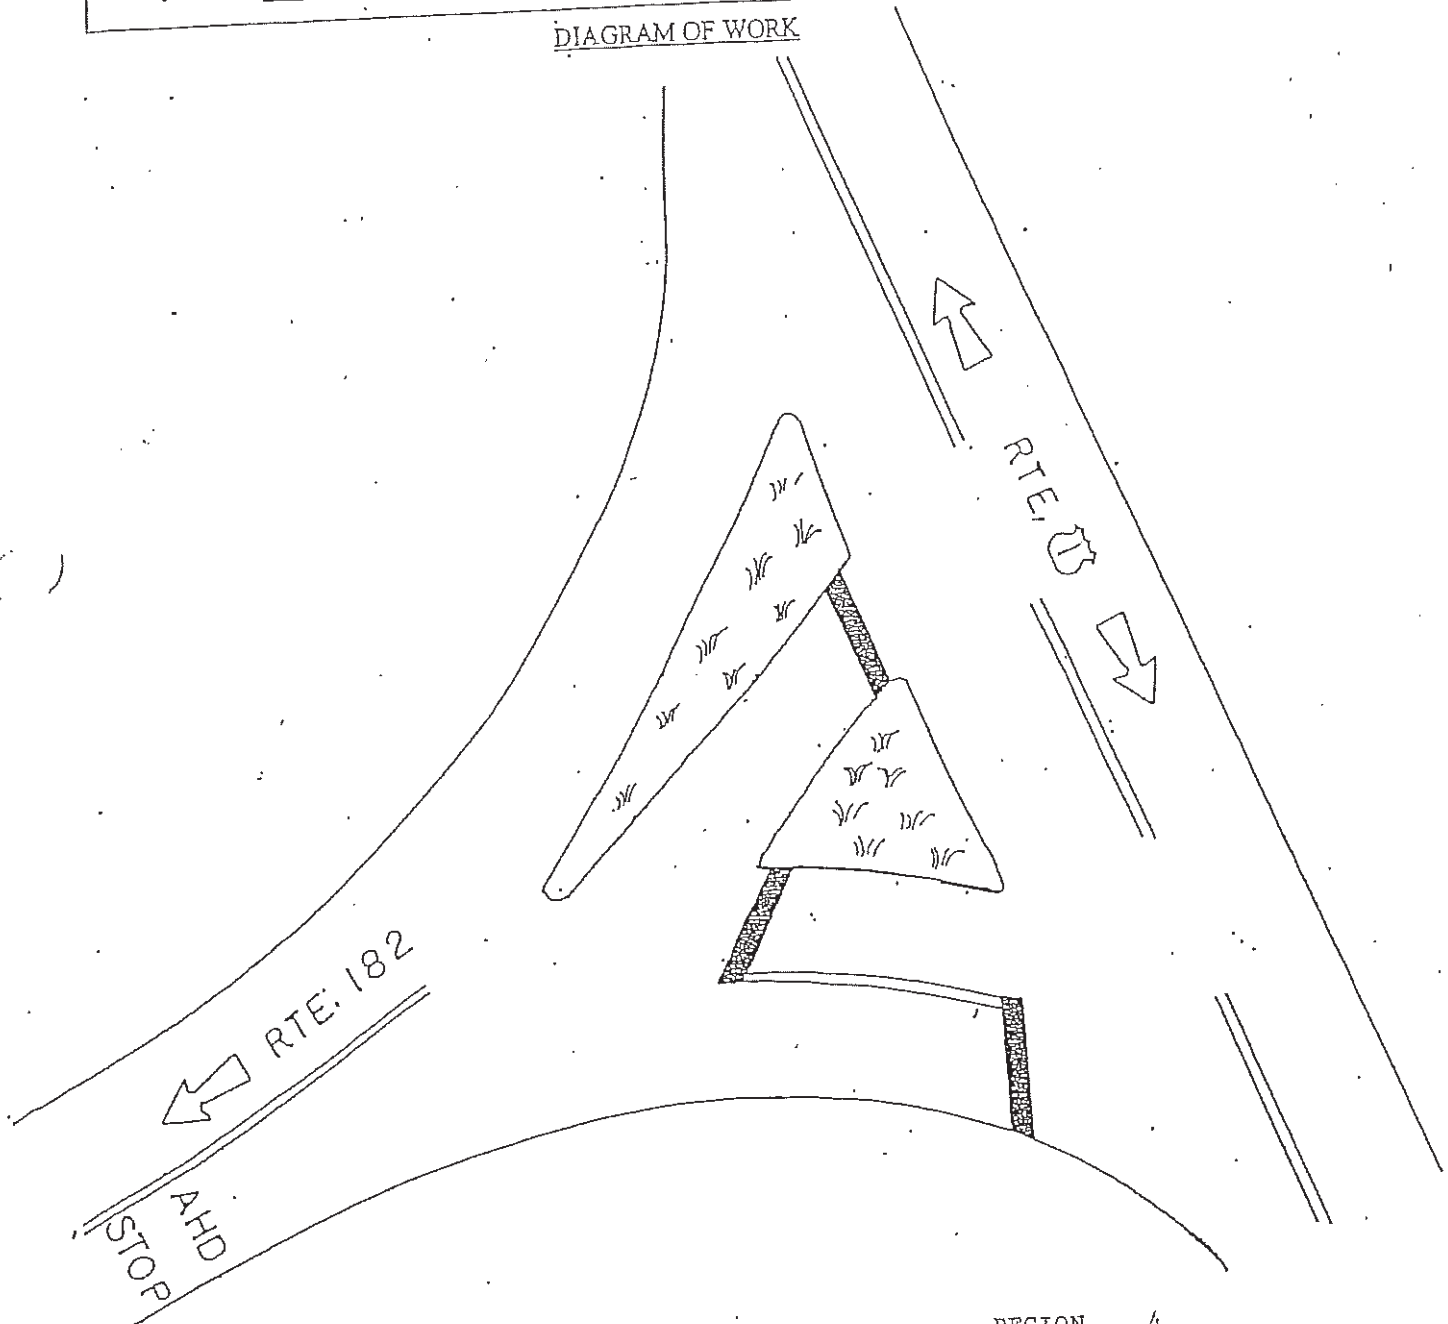 DIAGRAM OF WORK
RTE. 1
RTE. 182
AHD
STOP
REGION 4